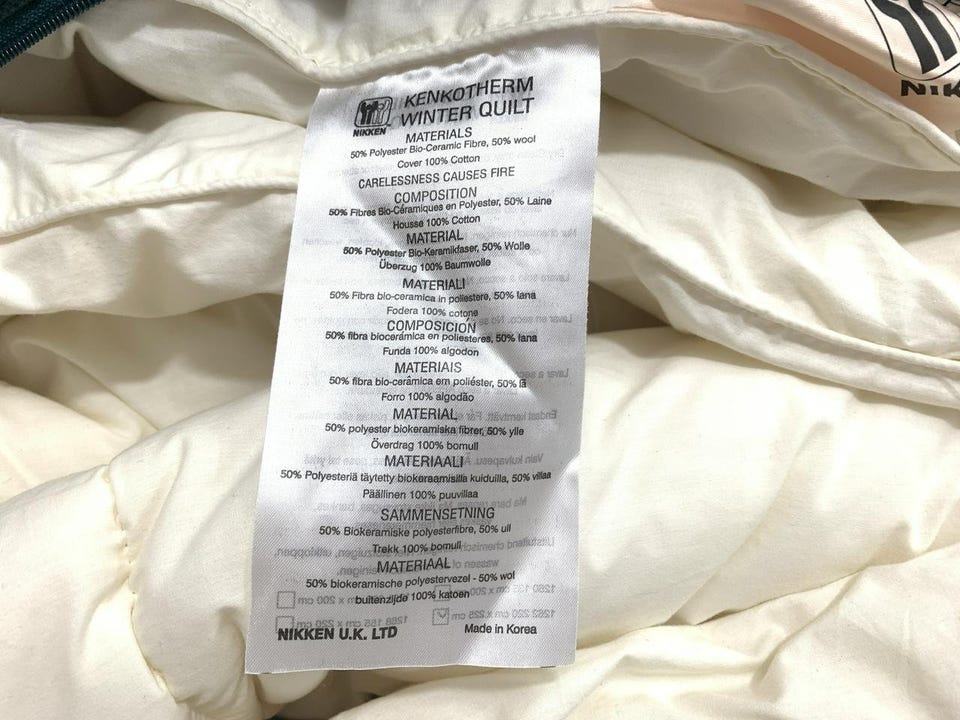 NIKKEN
KENKOTHERM
WINTER QUILT
MATERIALS
50% Polyester Bio-Ceramic Fibre, 50% wool
Cover 100% Cotton
CARELESSNESS CAUSES FIRE
COMPOSITION
50% Fibres Bio-Céramiques en Polyester, 50% Laine
Housse 100% Cotton
MATERIAL
50% Polyester Bio-Keramikfaser, 50% Wolle
Überzug 100% Baumwolle
MATERIALI
50% Fibra bio-ceramica in poliestere, 50% lana
Fodera 100% cotone
COMPOSICIÓN
50% fibra biocerámica en poliesteres, 50% lana
Funda 100% algodon
MATERIAIS
50% fibra bio-cerâmica em poliéster, 50% lã
Forro 100% algodão
MATERIAL
50% polyester biokeramiska fibrer, 50% ylle
Överdrag 100% bomull
MATERIAALI
50% Polyesteriä täytetty biokeraamisilla kuiduilla, 50% villaa
Päällinen 100% puuvillaa
SAMMENSETNING
50% Biokeramiske polyesterfibre, 50% ull
Trekk 100% bomull
MATERIAAL
50% biokeramische polyestervezel - 50% wol
buitenzijde 100% katoen
NIKKEN U.K. LTD
Made in Korea